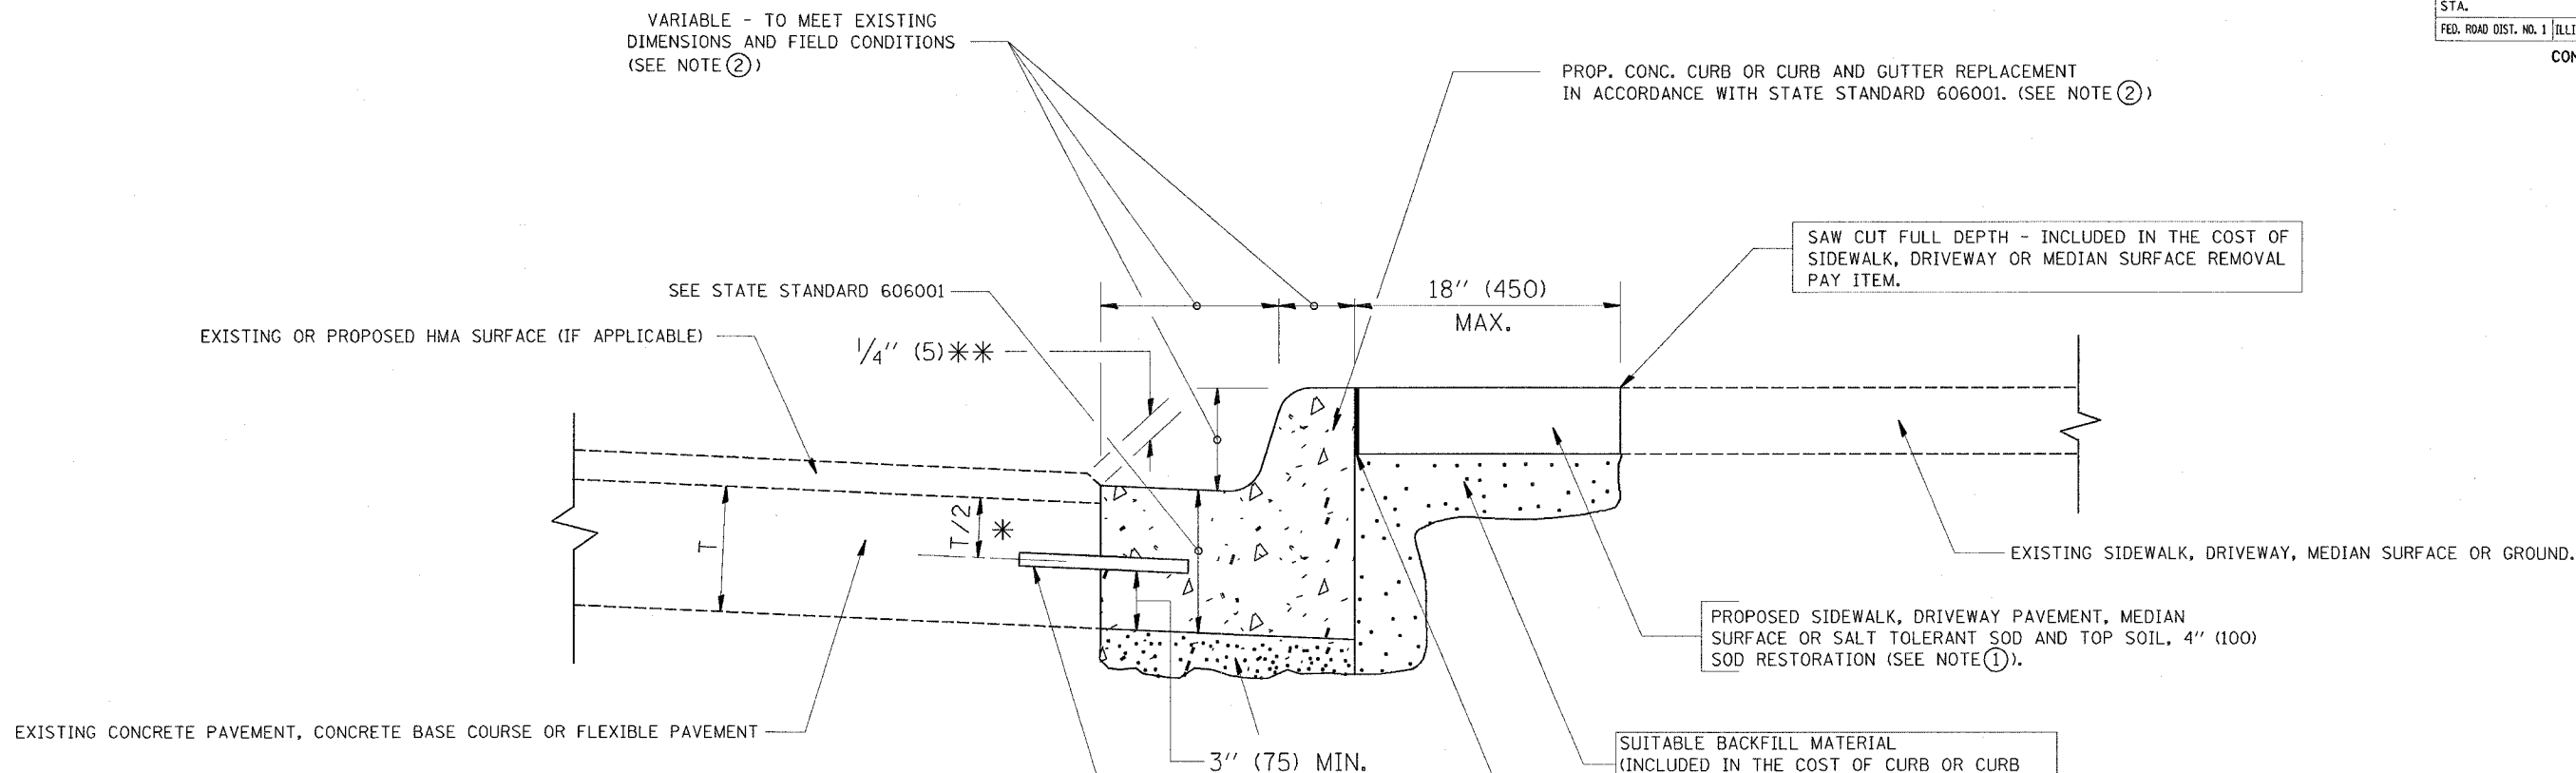 STA.
FED. ROAD DIST. NO. 1
VARIABLE - TO MEET EXISTING
DIMENSIONS AND FIELD CONDITIONS
(SEE NOTE ②)
PROP. CONC. CURB OR CURB AND GUTTER REPLACEMENT
IN ACCORDANCE WITH STATE STANDARD 606001. (SEE NOTE ②)
SAW CUT FULL DEPTH - INCLUDED IN THE COST OF
SIDEWALK, DRIVEWAY OR MEDIAN SURFACE REMOVAL
PAY ITEM.
SEE STATE STANDARD 606001
18'' (450)
MAX.
EXISTING OR PROPOSED HMA SURFACE (IF APPLICABLE)
1/4'' (5)**
T
T/2
*
EXISTING SIDEWALK, DRIVEWAY, MEDIAN SURFACE OR GROUND.
PROPOSED SIDEWALK, DRIVEWAY PAVEMENT, MEDIAN
SURFACE OR SALT TOLERANT SOD AND TOP SOIL, 4'' (100)
SOD RESTORATION (SEE NOTE ①).
EXISTING CONCRETE PAVEMENT, CONCRETE BASE COURSE OR FLEXIBLE PAVEMENT
3'' (75) MIN.
SUITABLE BACKFILL MATERIAL
(INCLUDED IN THE COST OF CURB OR CURB